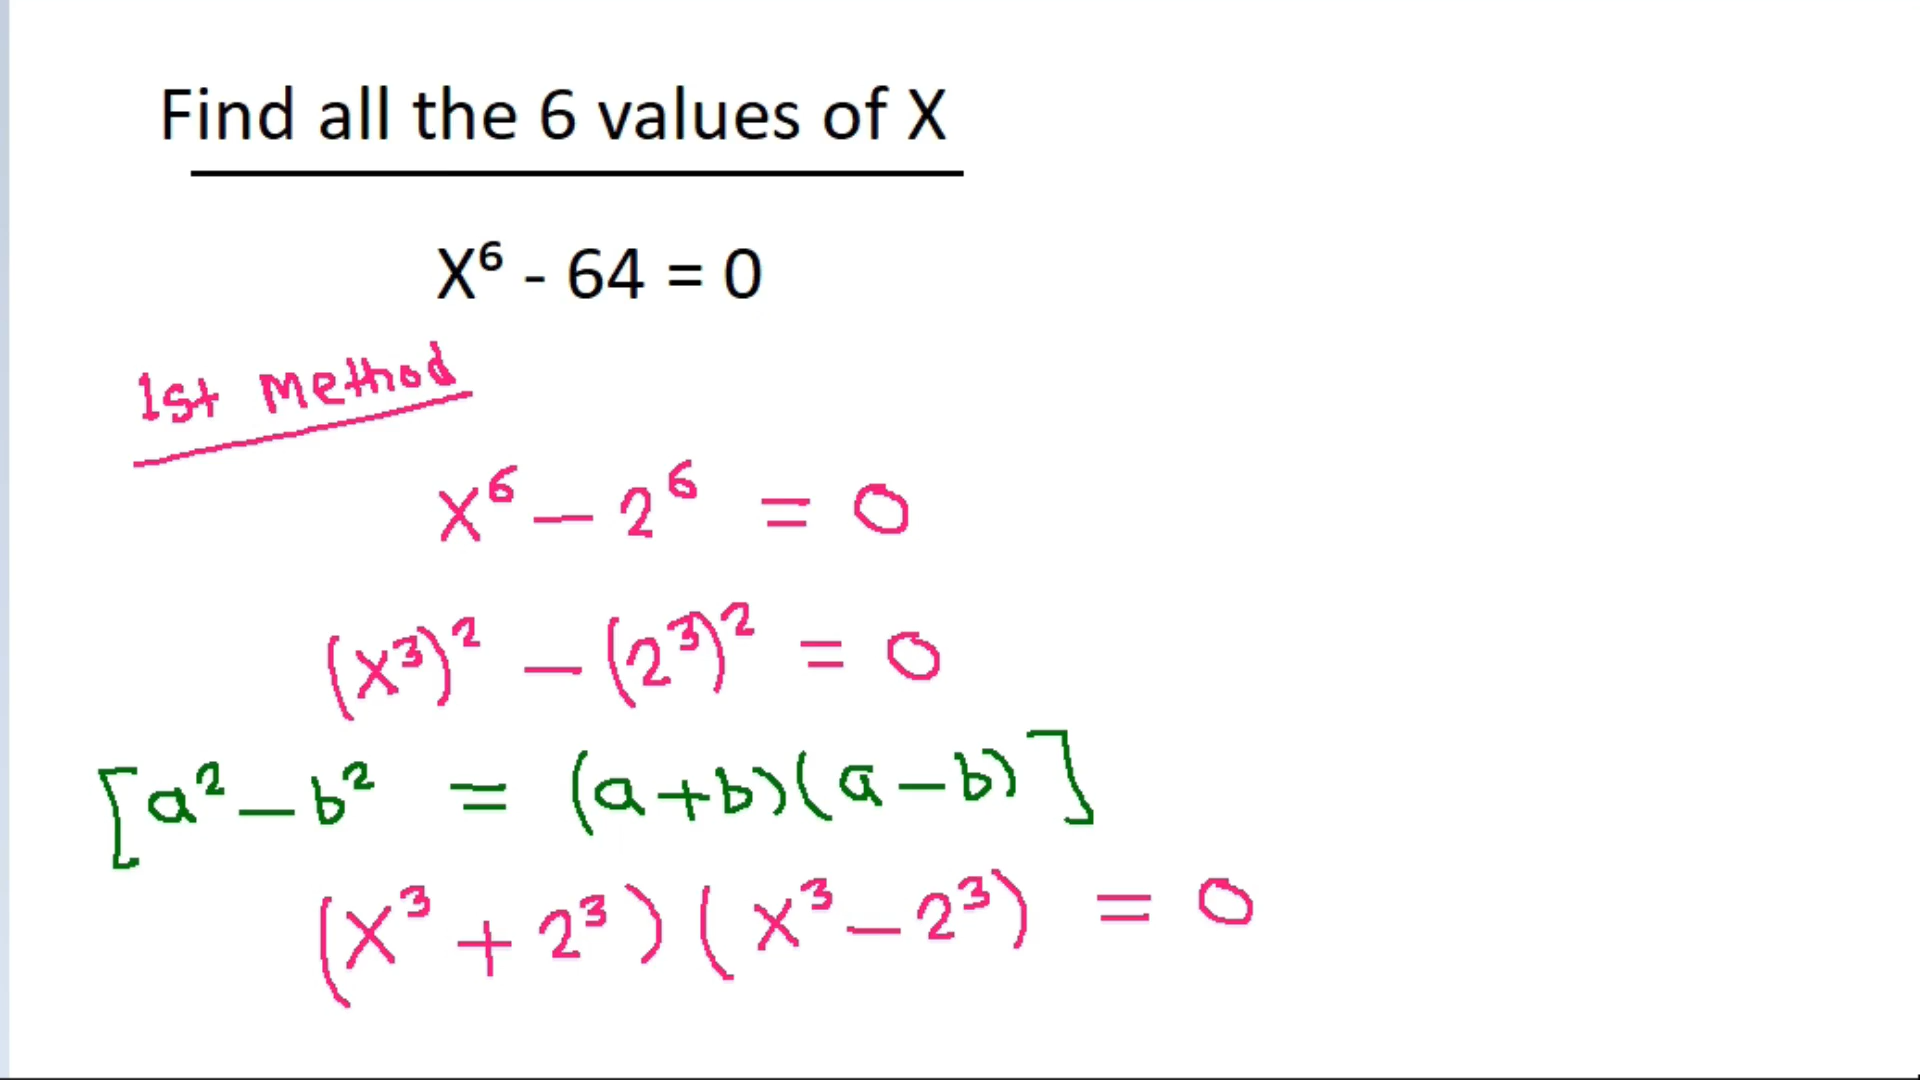 Find all the 6 values of X
X⁶ - 64 = 0
1st Method
x⁶ − 2⁶ = 0
(x³)² − (2³)² = 0
[a² − b² = (a+b)(a−b)]
(x³ + 2³)(x³ − 2³) = 0